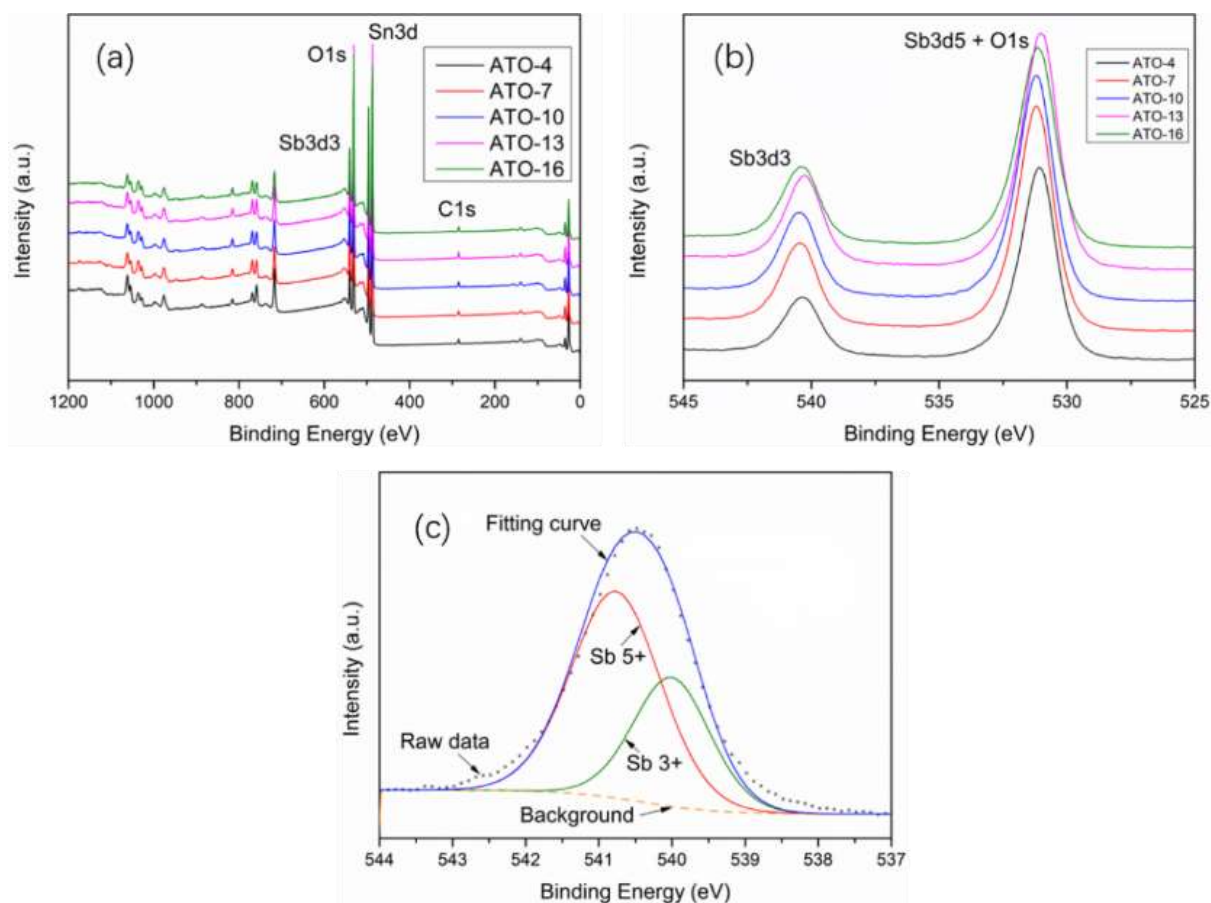 (a)
O1s
Sn3d
Sb3d3
C1s
ATO-4
ATO-7
ATO-10
ATO-13
ATO-16
Intensity (a.u.)
1200 1000 800 600 400 200 0
Binding Energy (eV)
(b)
Sb3d5 + O1s
Sb3d3
ATO-4
ATO-7
ATO-10
ATO-13
ATO-16
Intensity (a.u.)
545 540 535 530 525
Binding Energy (eV)
(c)
Fitting curve
Sb 5+
Raw data
Sb 3+
Background
Intensity (a.u.)
544 543 542 541 540 539 538 537
Binding Energy (eV)